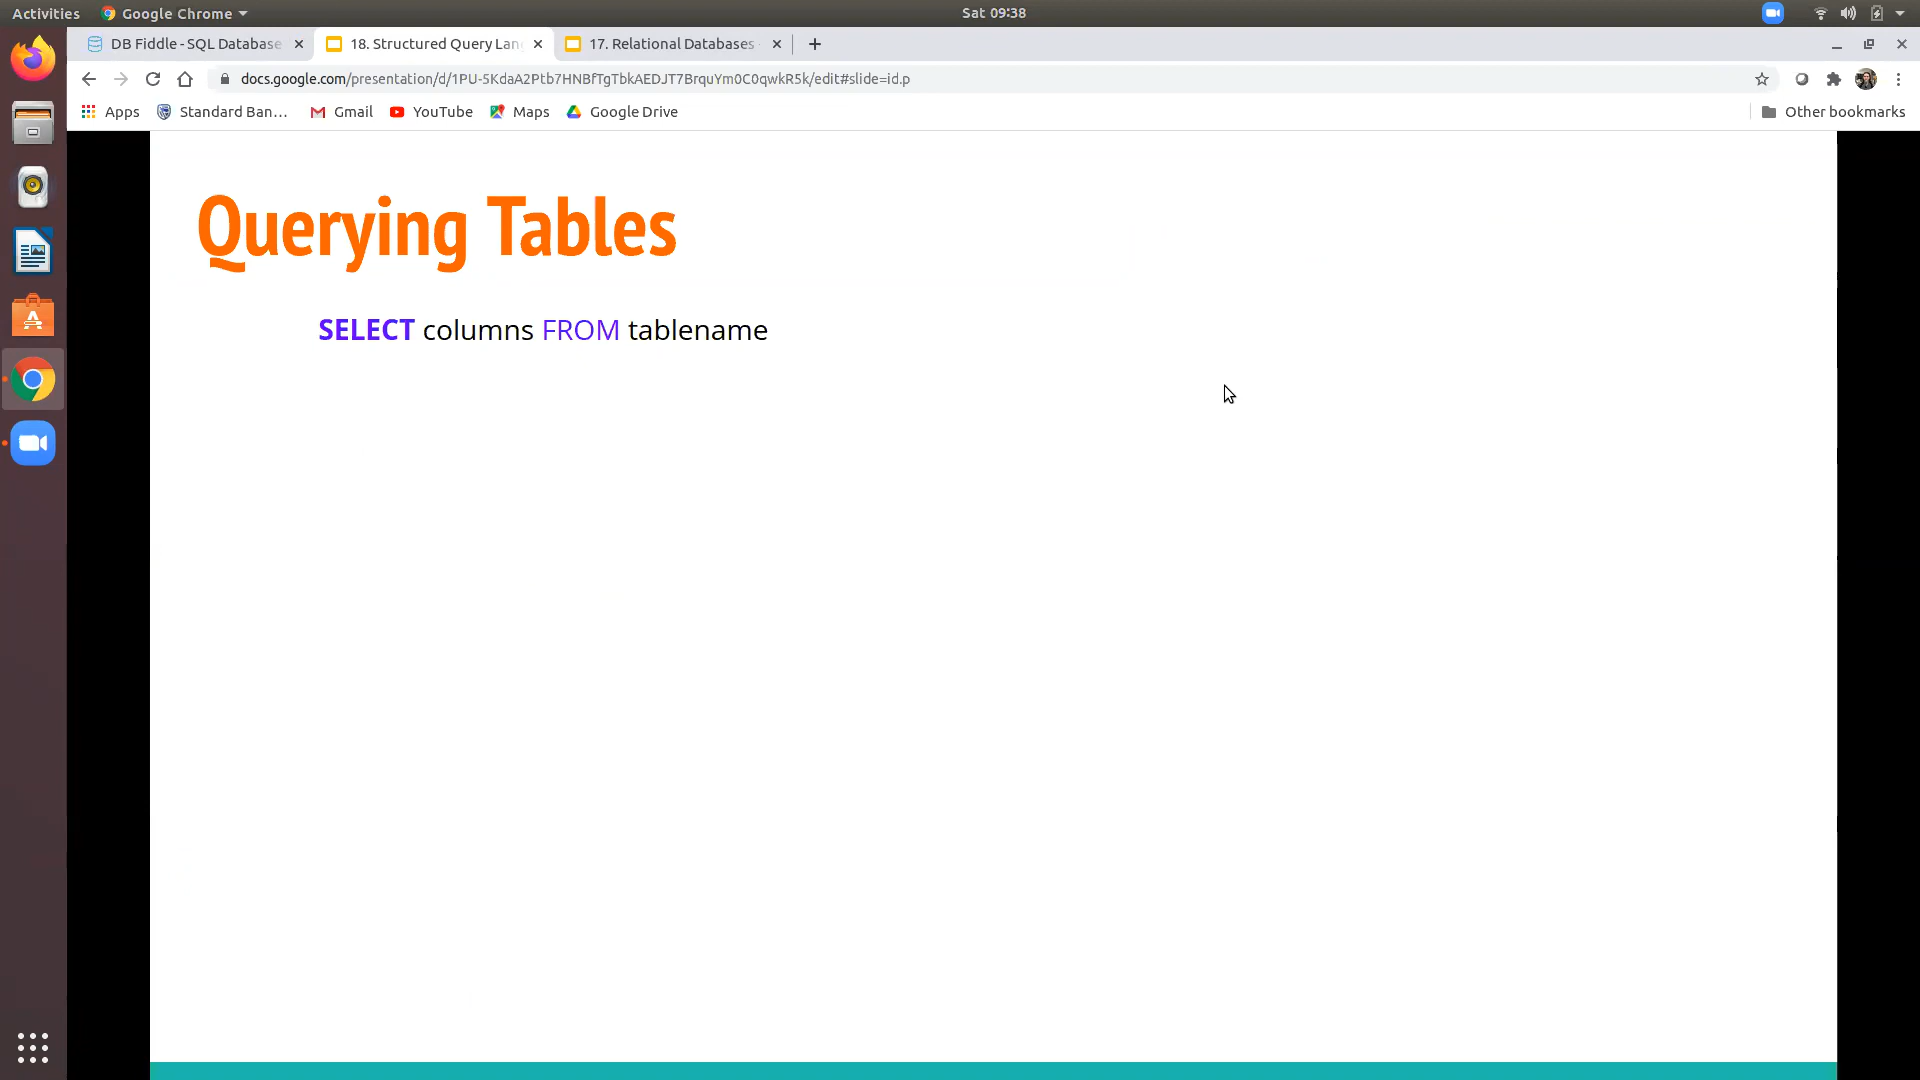 Activities Google Chrome Sat 09:38
DB Fiddle - SQL Database 18. Structured Query Lan 17. Relational Databases
docs.google.com/presentation/d/1PU-5KdaA2Ptb7HNBfTgTbkAEDJT7BrquYm0C0qwkR5k/edit#slide=id.p
Apps Standard Ban... Gmail YouTube Maps Google Drive Other bookmarks
Querying Tables
SELECT columns FROM tablename